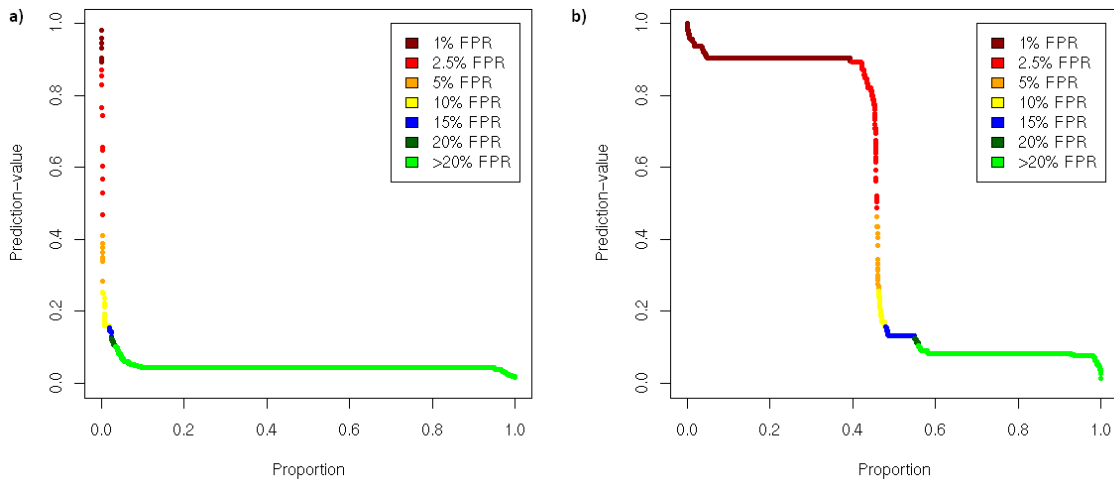 a)
Prediction-value
1.0
0.8
0.6
0.4
0.2
0.0
1% FPR
2.5% FPR
5% FPR
10% FPR
15% FPR
20% FPR
>20% FPR
0.0 0.2 0.4 0.6 0.8 1.0
Proportion
b)
Prediction-value
1.0
0.8
0.6
0.4
0.2
0.0
1% FPR
2.5% FPR
5% FPR
10% FPR
15% FPR
20% FPR
>20% FPR
0.0 0.2 0.4 0.6 0.8 1.0
Proportion